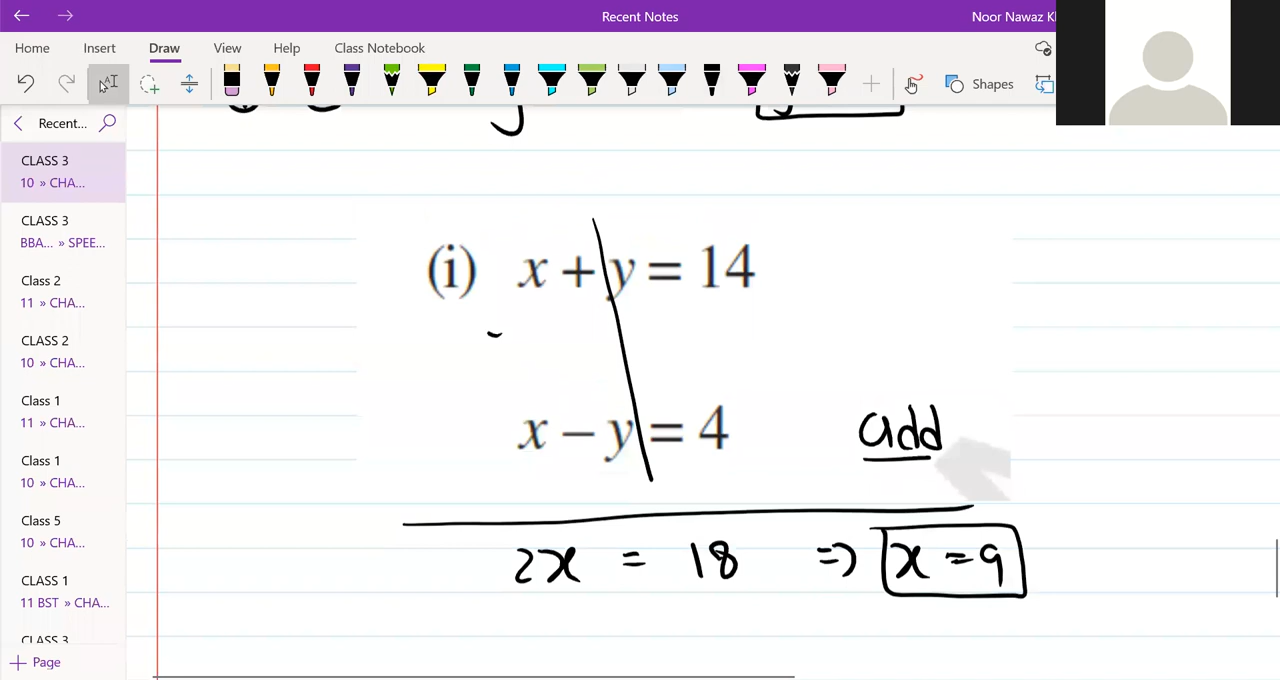 Recent Notes
Noor Nawaz Kl
Home Insert Draw View Help Class Notebook
Shapes
Recent...
CLASS 3
10 » CHA...
CLASS 3
BBA... » SPEE...
Class 2
11 » CHA...
CLASS 2
10 » CHA...
Class 1
11 » CHA...
Class 1
10 » CHA...
Class 5
10 » CHA...
CLASS 1
11 BST » CHA...
CLASS 3
+ Page
(i) x + y = 14
-
x − y = 4 add
2x = 18 => x = 9